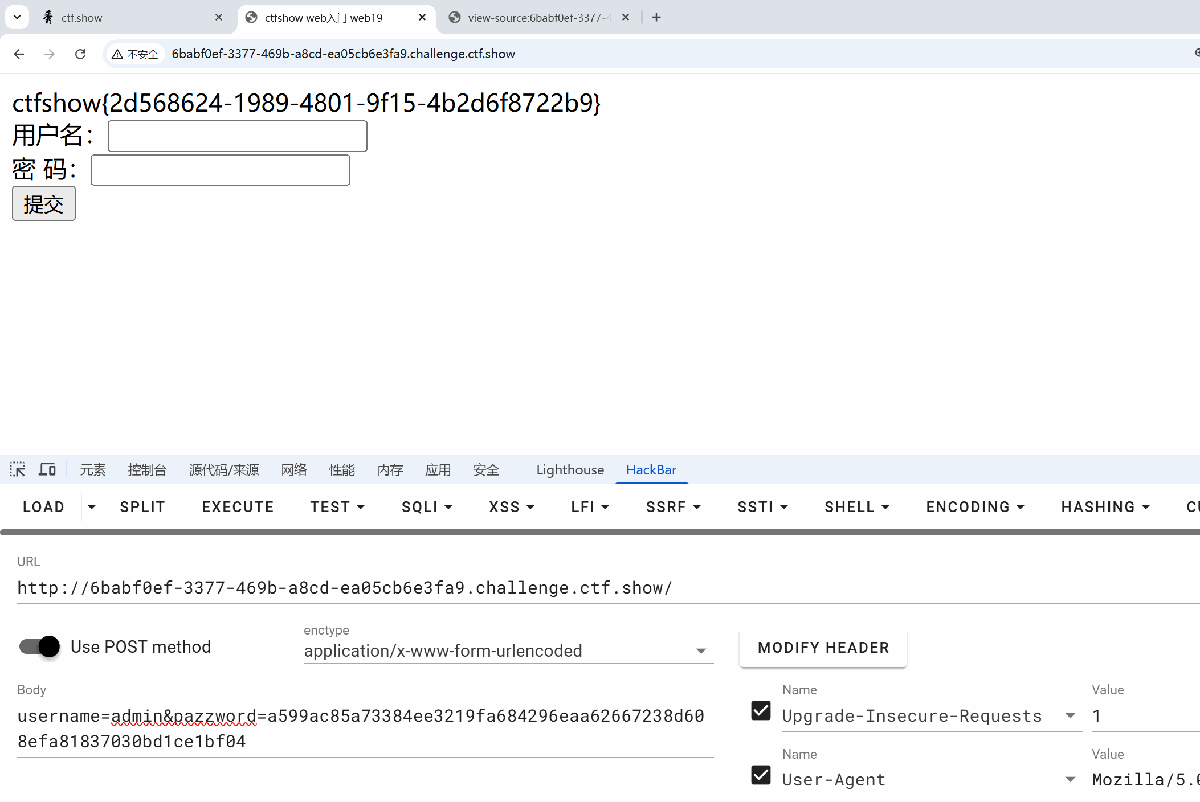 ctf.show
ctfshow web入门 web19
view-source:6babf0ef-3377-
不安全
6babf0ef-3377-469b-a8cd-ea05cb6e3fa9.challenge.ctf.show
ctfshow{2d568624-1989-4801-9f15-4b2d6f8722b9}
用户名:
密 码:
提交
元素 控制台 源代码/来源 网络 性能 内存 应用 安全 Lighthouse HackBar
LOAD SPLIT EXECUTE TEST SQLI XSS LFI SSRF SSTI SHELL ENCODING HASHING CU
URL
http://6babf0ef-3377-469b-a8cd-ea05cb6e3fa9.challenge.ctf.show/
Use POST method
enctype
application/x-www-form-urlencoded
MODIFY HEADER
Body
username=admin&pazzword=a599ac85a73384ee3219fa684296eaa62667238d60
8efa81837030bd1ce1bf04
Name Value
Upgrade-Insecure-Requests 1
Name Value
User-Agent Mozilla/5.0